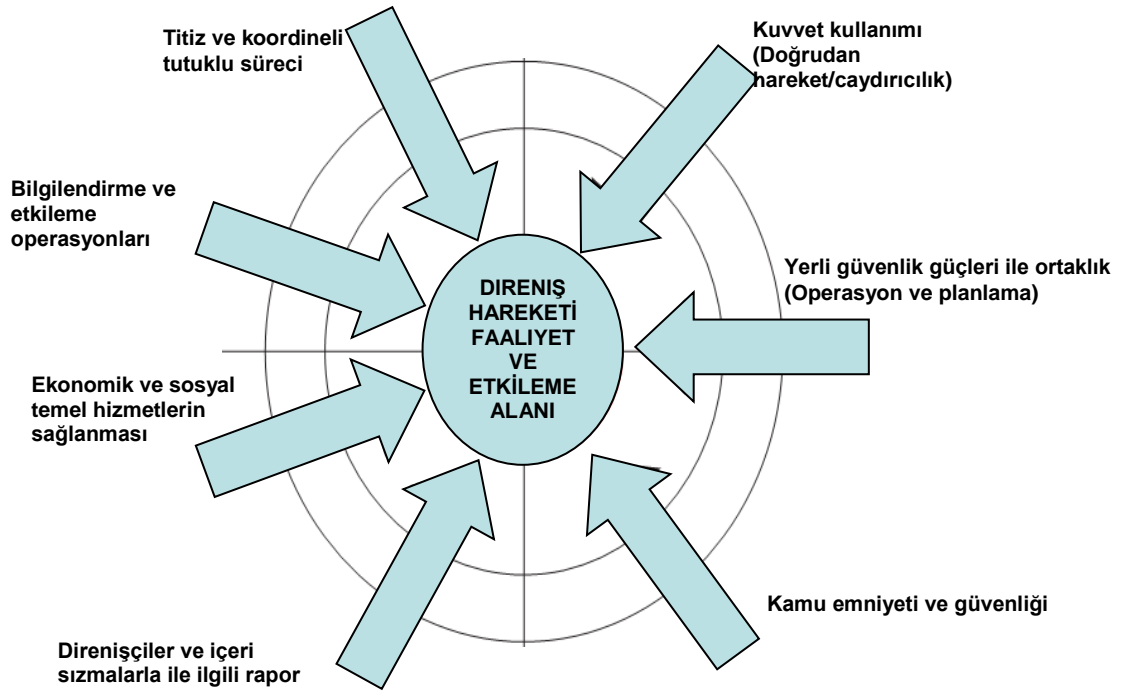 Titiz ve koordineli
tutuklu süreci
Kuvvet kullanımı
(Doğrudan
hareket/caydırıcılık)
Bilgilendirme ve
etkileme
operasyonları
Yerli güvenlik güçleri ile ortaklık
(Operasyon ve planlama)
DIRENIŞ
HAREKETİ
FAALIYET
VE
ETKILEME
ALANI
Ekonomik ve sosyal
temel hizmetlerin
sağlanması
Kamu emniyeti ve güvenliği
Direnişçiler ve içeri
sızmalarla ile ilgili rapor